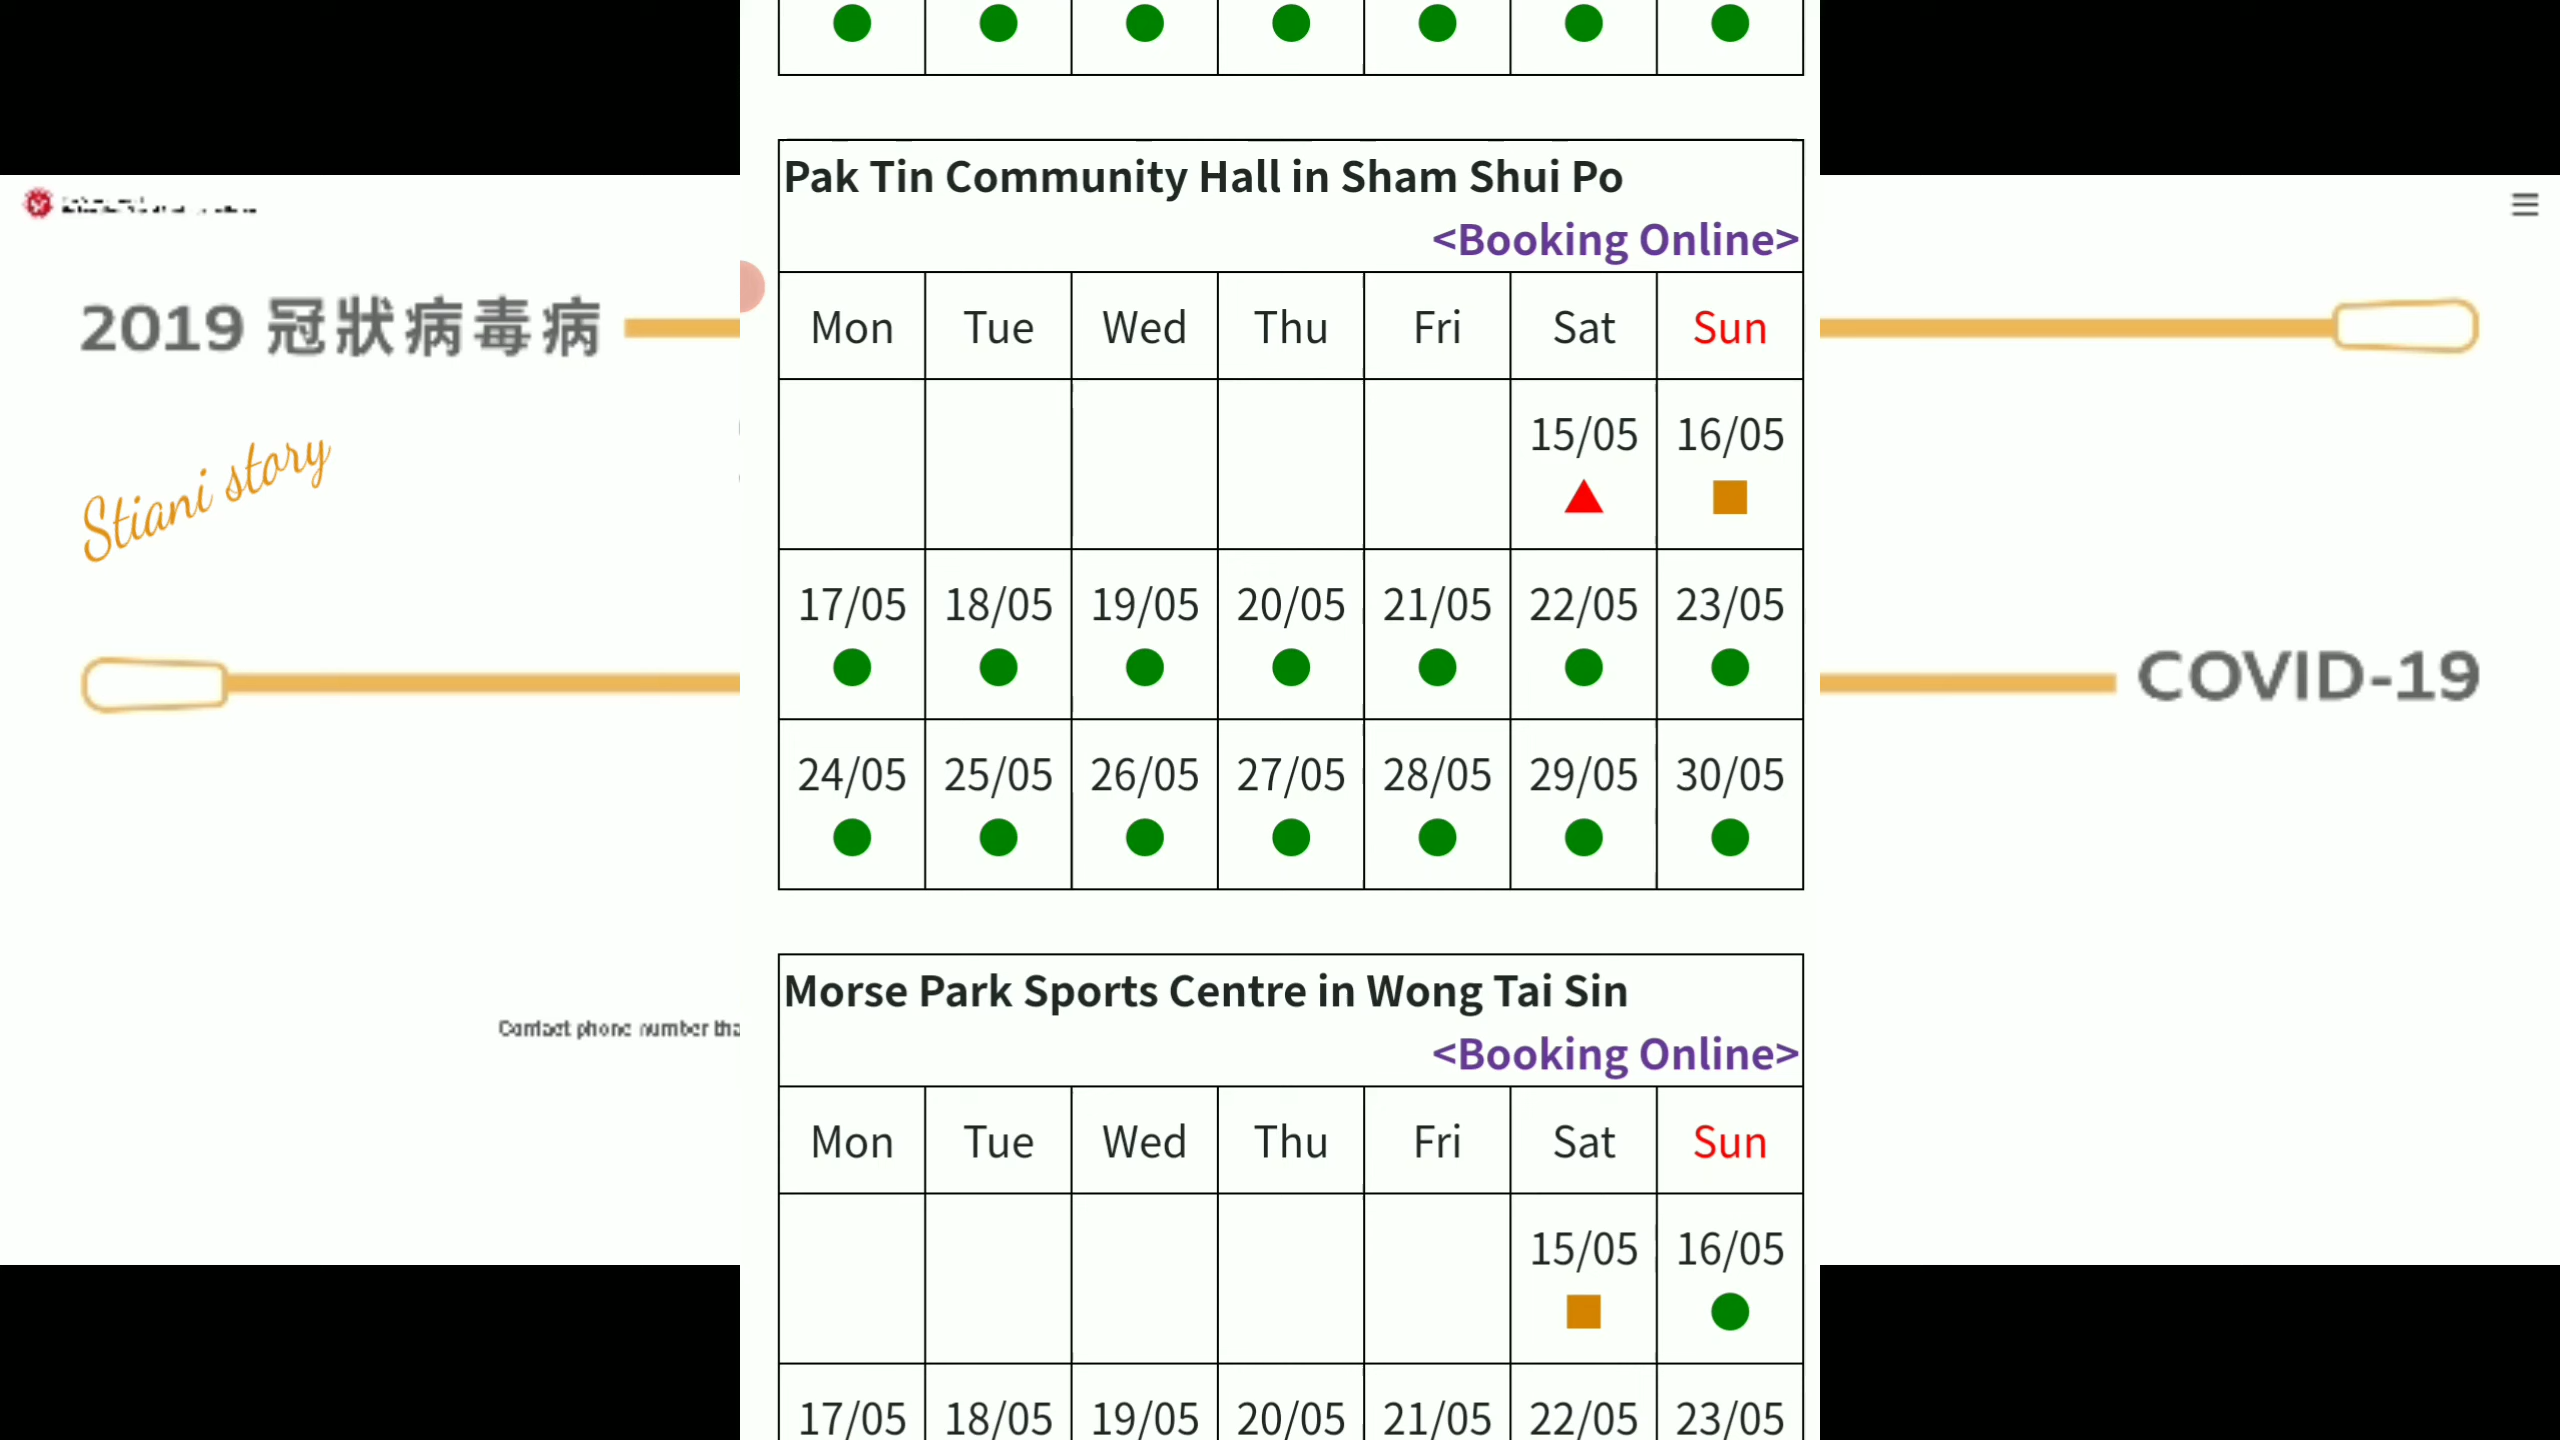 2019 冠狀病毒病
Stiani story
COVID-19
Contact phone number tha
Pak Tin Community Hall in Sham Shui Po
<Booking Online>
Mon Tue Wed Thu Fri Sat Sun
15/05 16/05
17/05 18/05 19/05 20/05 21/05 22/05 23/05
24/05 25/05 26/05 27/05 28/05 29/05 30/05
Morse Park Sports Centre in Wong Tai Sin
<Booking Online>
Mon Tue Wed Thu Fri Sat Sun
15/05 16/05
17/05 18/05 19/05 20/05 21/05 22/05 23/05